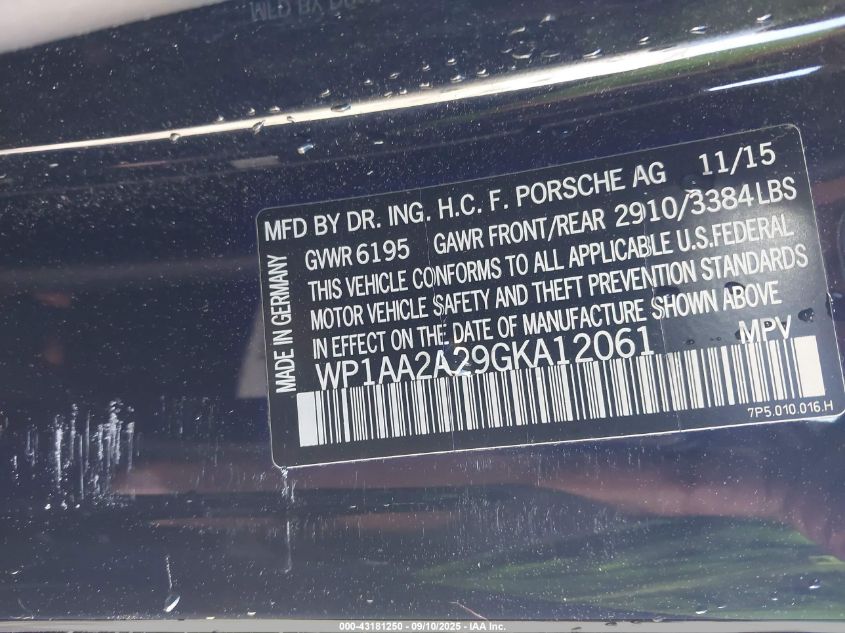 MFD BY DR. ING. H.C. F. PORSCHE AG 11/15
GVWR 6195 GAWR FRONT/REAR 2910/3384 LBS
THIS VEHICLE CONFORMS TO ALL APPLICABLE U.S.FEDERAL
MOTOR VEHICLE SAFETY AND THEFT PREVENTION STANDARDS
IN EFFECT ON THE DATE OF MANUFACTURE SHOWN ABOVE
WP1AA2A29GKA12061 MPV
MADE IN GERMANY
7P5.010.016.H
000-43181250 - 09/10/2025 - IAA Inc.